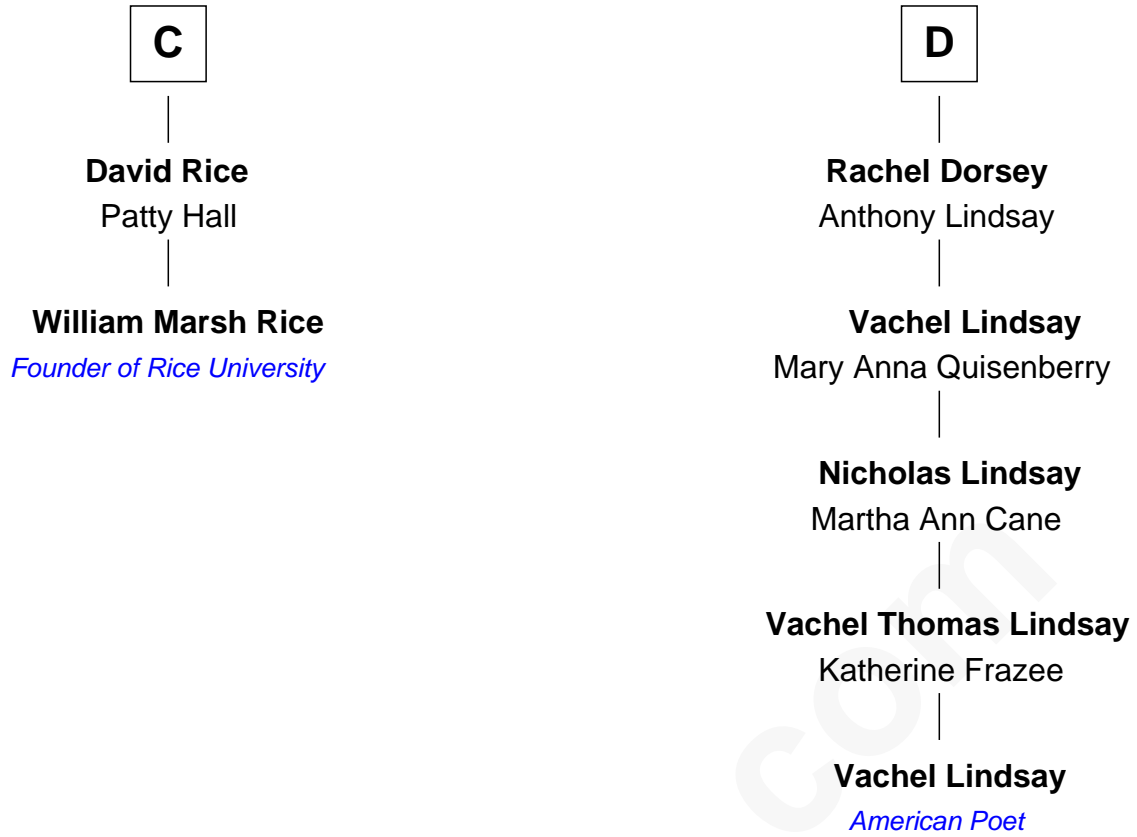 C
David Rice
Patty Hall
William Marsh Rice
Founder of Rice University
D
Rachel Dorsey
Anthony Lindsay
Vachel Lindsay
Mary Anna Quisenberry
Nicholas Lindsay
Martha Ann Cane
Vachel Thomas Lindsay
Katherine Frazee
Vachel Lindsay
American Poet
com